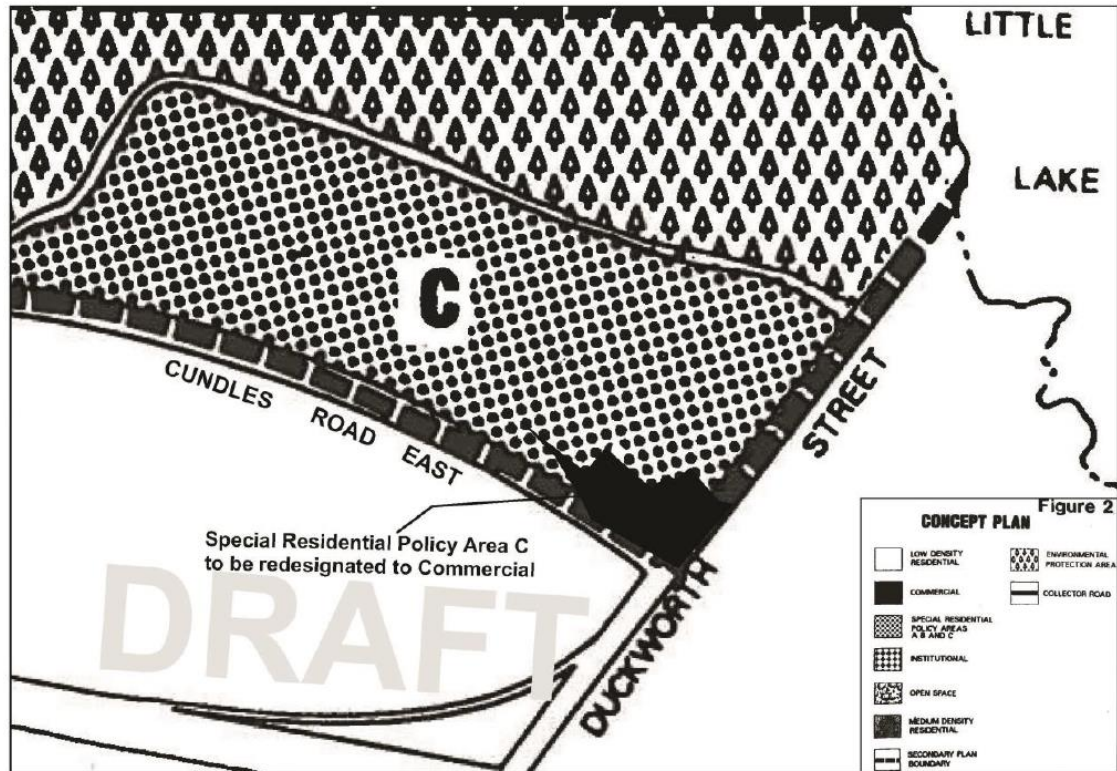 LITTLE
LAKE
C
CUNDLES ROAD EAST
STREET
DUCKWORTH
Special Residential Policy Area C
to be redesignated to Commercial
DRAFT
Figure 2
CONCEPT PLAN
LOW DENSITY
RESIDENTIAL
COMMERCIAL
SPECIAL RESIDENTIAL
POLICY AREAS
A B AND C
INSTITUTIONAL
OPEN SPACE
MEDIUM DENSITY
RESIDENTIAL
SECONDARY PLAN
BOUNDARY
ENVIRONMENTAL
PROTECTION AREA
COLLECTOR ROAD